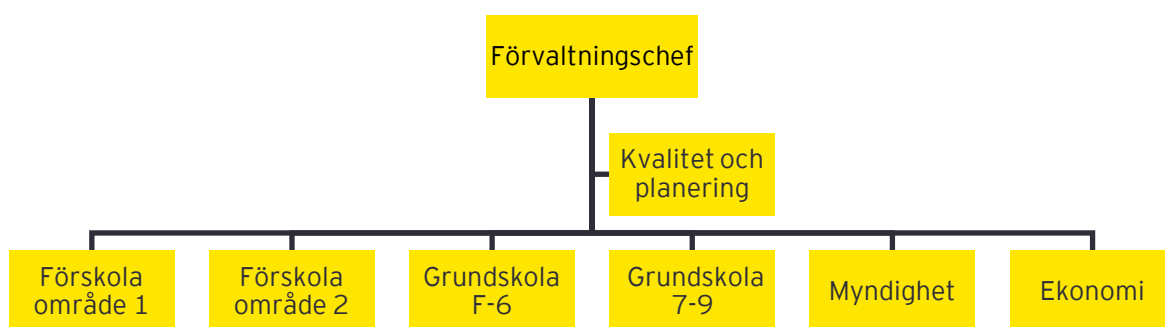 Förvaltningschef
Kvalitet och
planering
Förskola
område 1
Förskola
område 2
Grundskola
F-6
Grundskola
7-9
Myndighet
Ekonomi